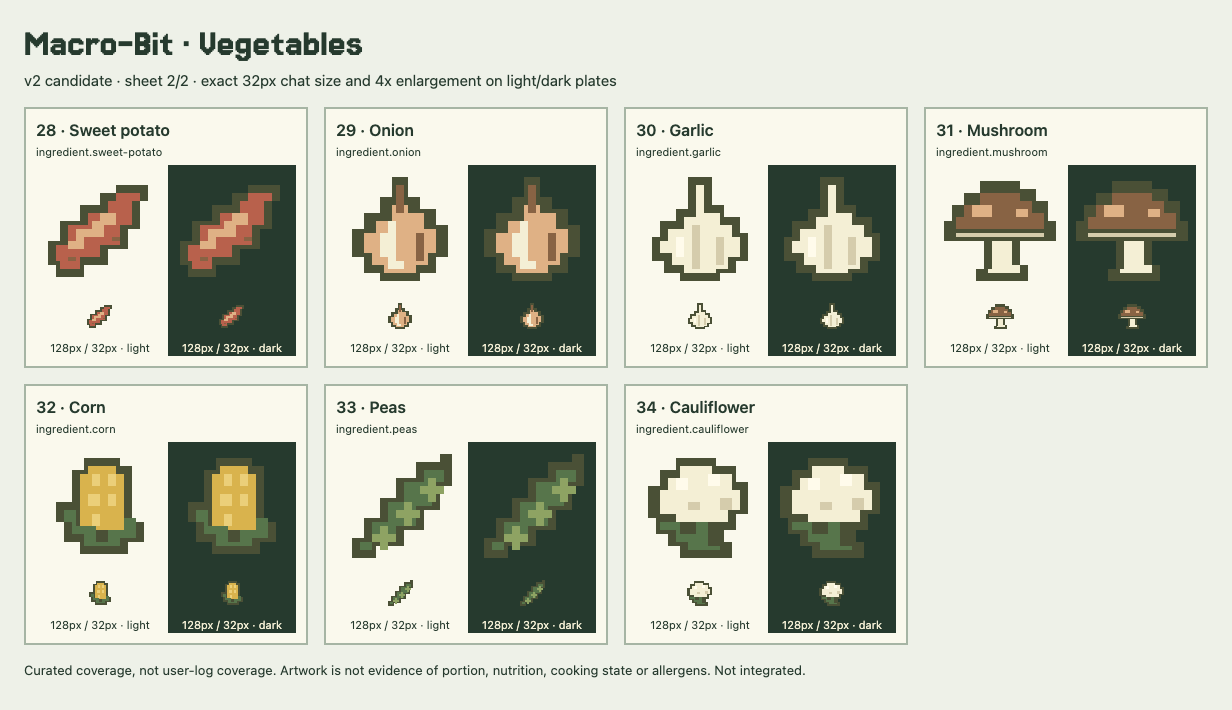 Macro-Bit · Vegetables
v2 candidate · sheet 2/2 · exact 32px chat size and 4x enlargement on light/dark plates
28 · Sweet potato
ingredient.sweet-potato
128px / 32px · light
128px / 32px · dark
29 · Onion
ingredient.onion
128px / 32px · light
128px / 32px · dark
30 · Garlic
ingredient.garlic
128px / 32px · light
128px / 32px · dark
31 · Mushroom
ingredient.mushroom
128px / 32px · light
128px / 32px · dark
32 · Corn
ingredient.corn
128px / 32px · light
128px / 32px · dark
33 · Peas
ingredient.peas
128px / 32px · light
128px / 32px · dark
34 · Cauliflower
ingredient.cauliflower
128px / 32px · light
128px / 32px · dark
Curated coverage, not user-log coverage. Artwork is not evidence of portion, nutrition, cooking state or allergens. Not integrated.